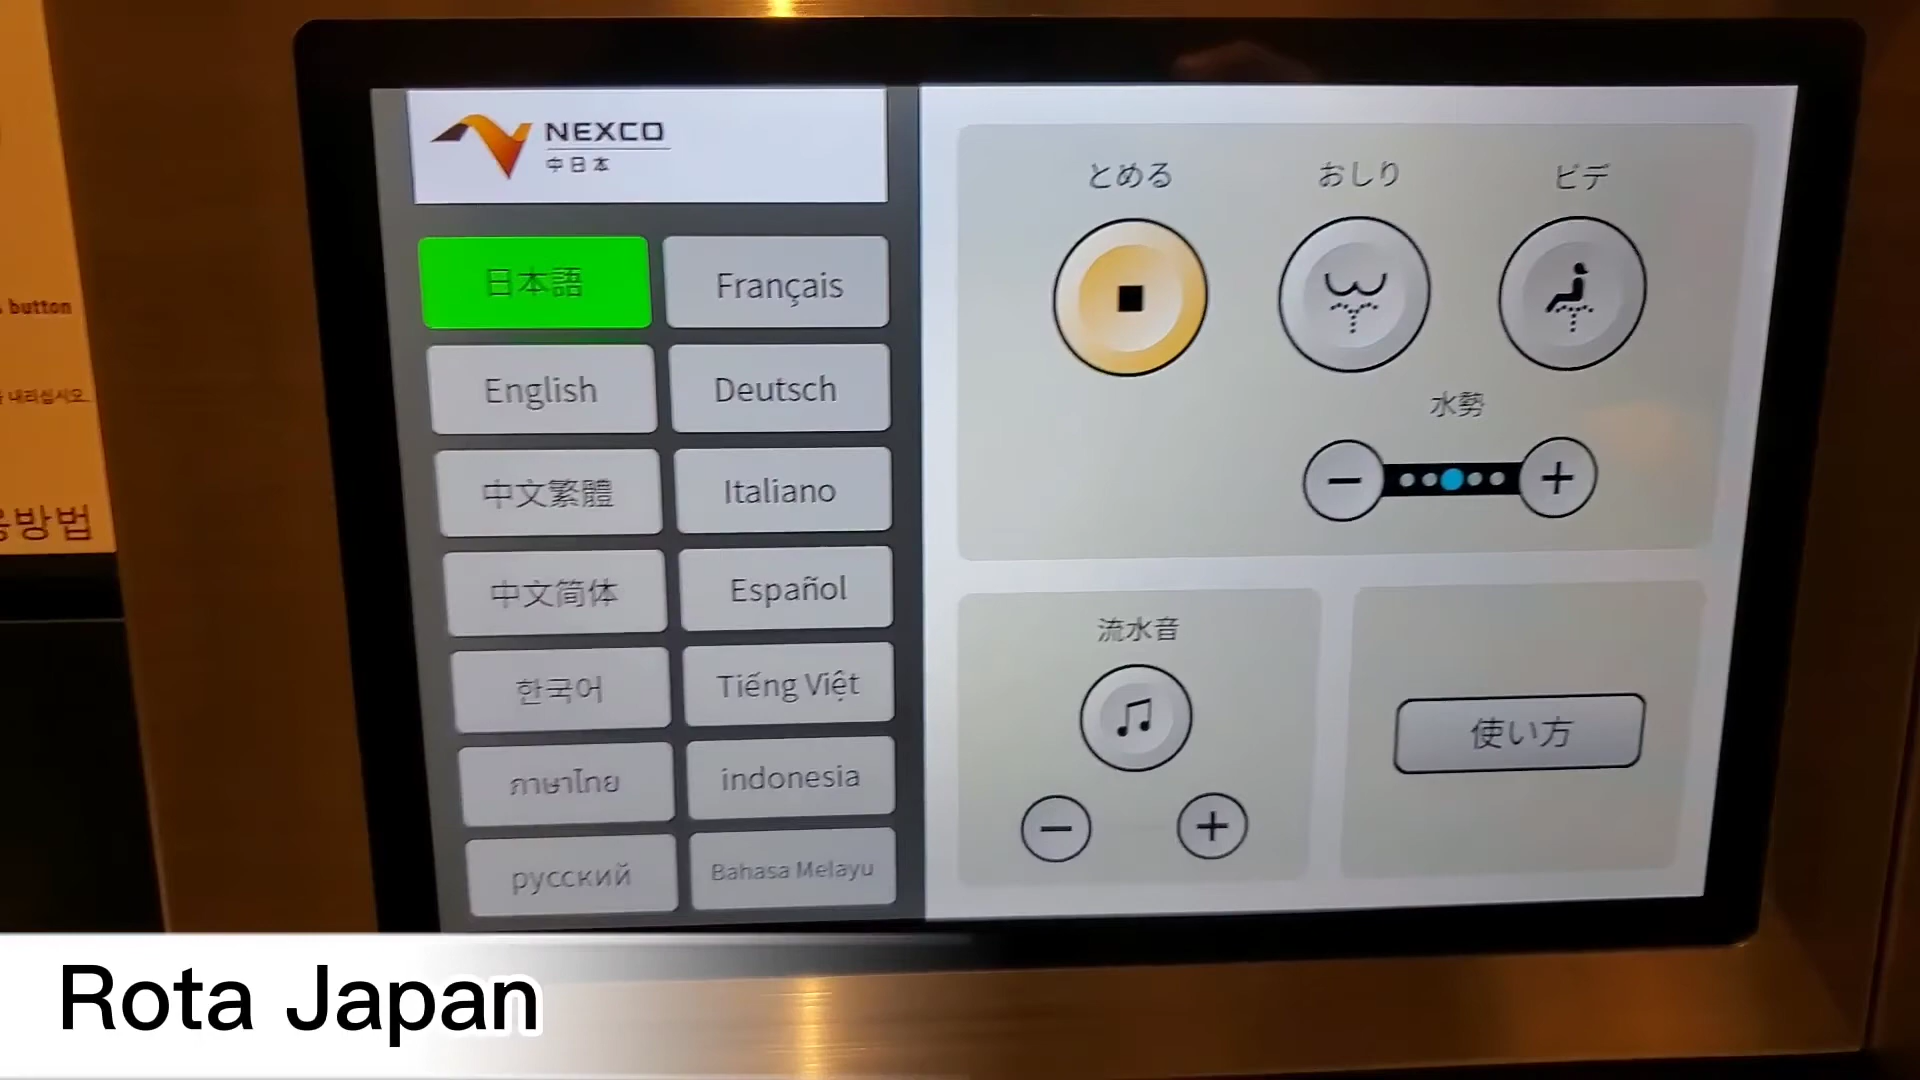 NEXCO
中日本
日本語
Français
English
Deutsch
中文繁體
Italiano
中文简体
Español
한국어
Tiếng Việt
ภาษาไทย
indonesia
русский
Bahasa Melayu
とめる
おしり
ビデ
水勢
流水音
使い方
button
내리십시오.
방법
Rota Japan